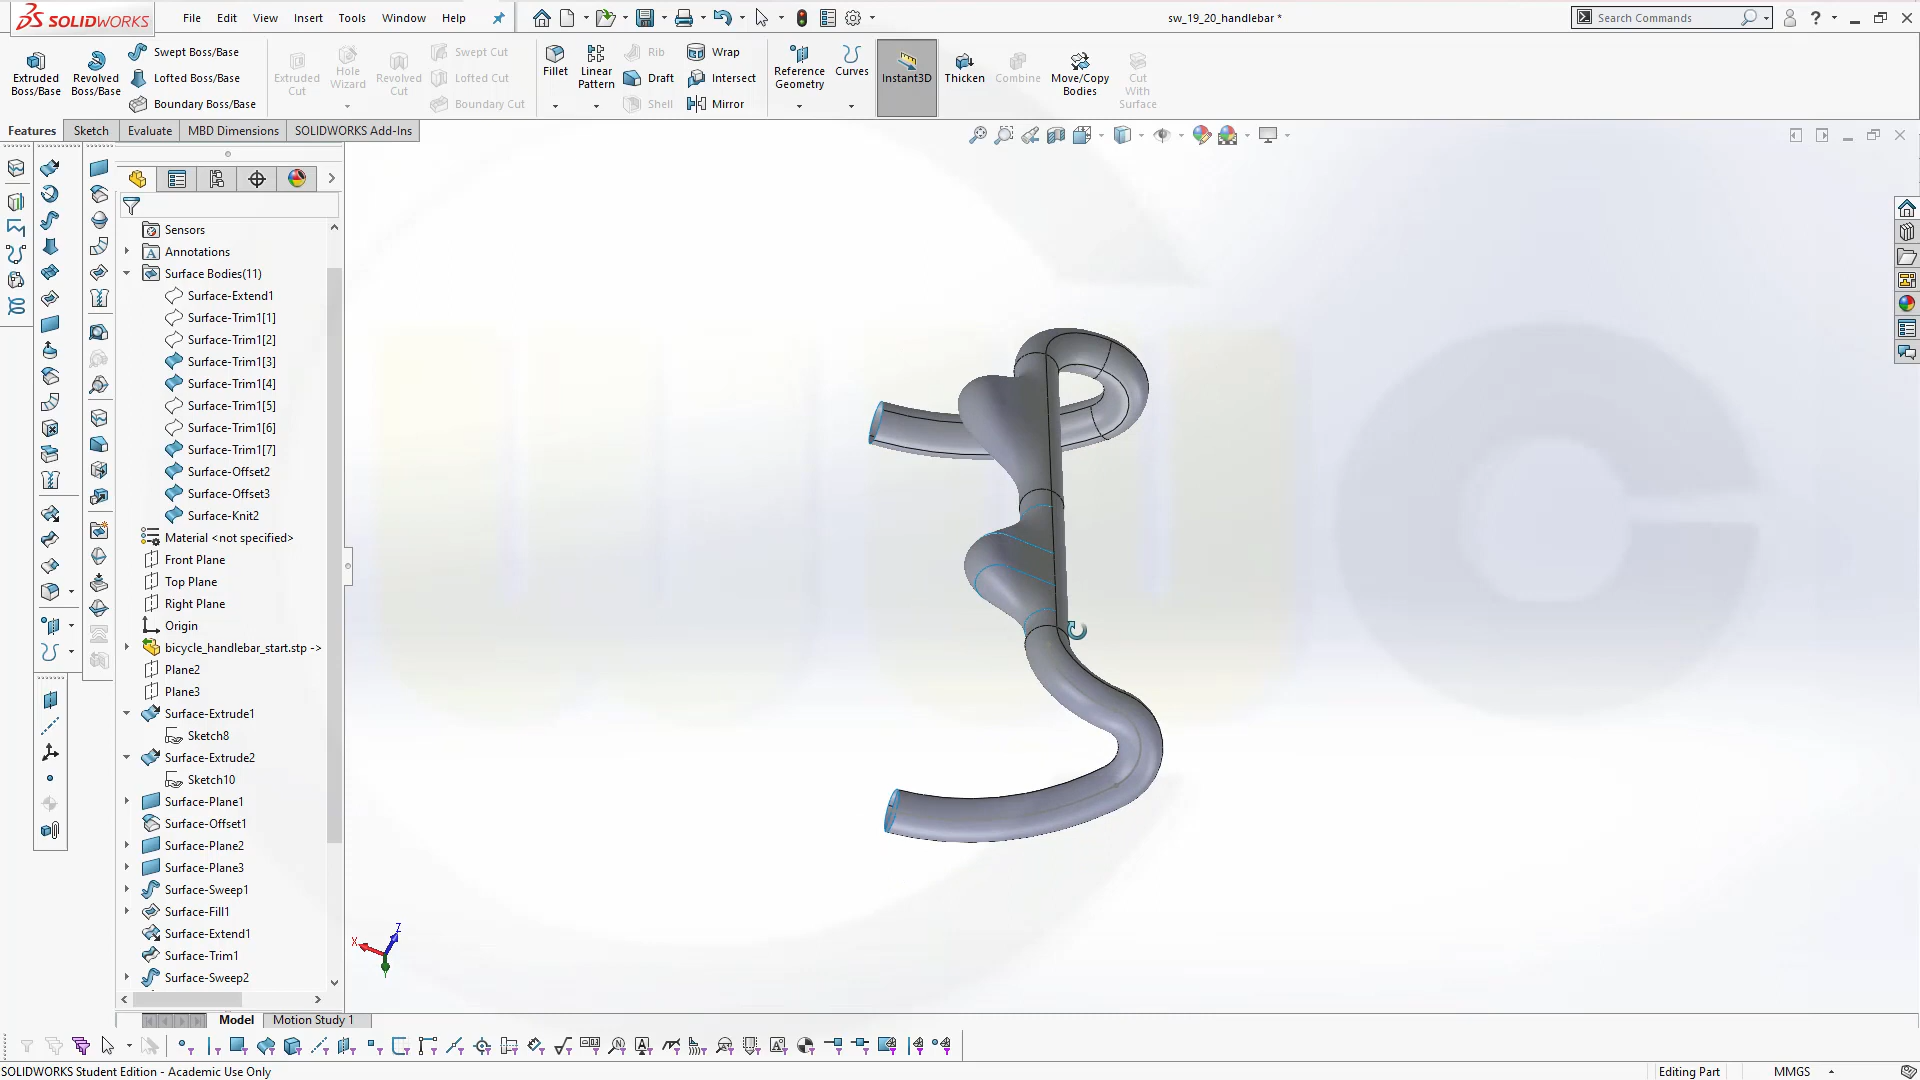 SOLIDWORKS
File Edit View Insert Tools Window Help
sw_19_20_handlebar *
Search Commands
Extruded Boss/Base
Revolved Boss/Base
Swept Boss/Base
Lofted Boss/Base
Boundary Boss/Base
Extruded Cut
Hole Wizard
Revolved Cut
Swept Cut
Lofted Cut
Boundary Cut
Fillet
Linear Pattern
Rib
Draft
Shell
Wrap
Intersect
Mirror
Reference Geometry
Curves
Instant3D
Thicken
Combine
Move/Copy Bodies
Cut With Surface
Features Sketch Evaluate MBD Dimensions SOLIDWORKS Add-Ins
Sensors
Annotations
Surface Bodies(11)
Surface-Extend1
Surface-Trim1[1]
Surface-Trim1[2]
Surface-Trim1[3]
Surface-Trim1[4]
Surface-Trim1[5]
Surface-Trim1[6]
Surface-Trim1[7]
Surface-Offset2
Surface-Offset3
Surface-Knit2
Material <not specified>
Front Plane
Top Plane
Right Plane
Origin
bicycle_handlebar_start.stp ->
Plane2
Plane3
Surface-Extrude1
Sketch8
Surface-Extrude2
Sketch10
Surface-Plane1
Surface-Offset1
Surface-Plane2
Surface-Plane3
Surface-Sweep1
Surface-Fill1
Surface-Extend1
Surface-Trim1
Surface-Sweep2
Z
X
Model Motion Study 1
SOLIDWORKS Student Edition - Academic Use Only
Editing Part
MMGS